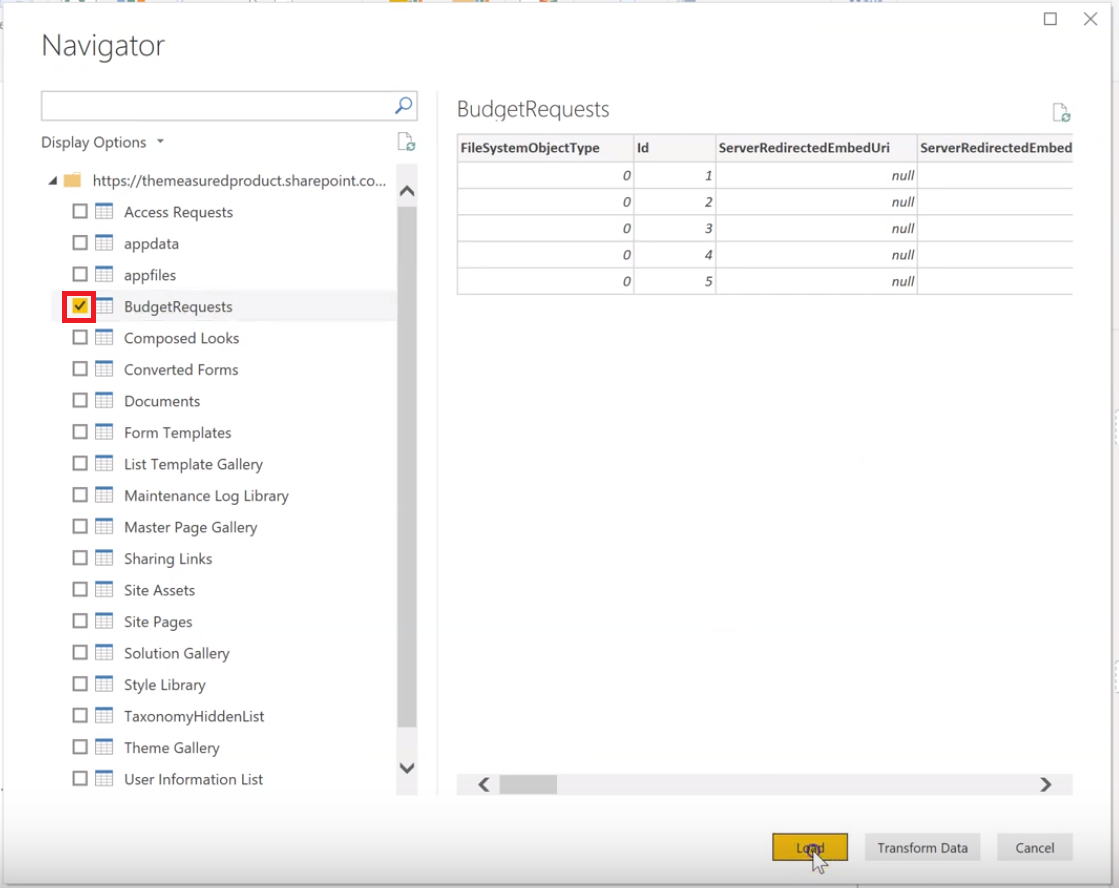 Navigator
Display Options
https://themeasuredproduct.sharepoint.co...
Access Requests
appdata
appfiles
BudgetRequests
Composed Looks
Converted Forms
Documents
Form Templates
List Template Gallery
Maintenance Log Library
Master Page Gallery
Sharing Links
Site Assets
Site Pages
Solution Gallery
Style Library
TaxonomyHiddenList
Theme Gallery
User Information List
BudgetRequests
FileSystemObjectType Id ServerRedirectedEmbedUri ServerRedirectedEmbed
0 1 null
0 2 null
0 3 null
0 4 null
0 5 null
Load Transform Data Cancel